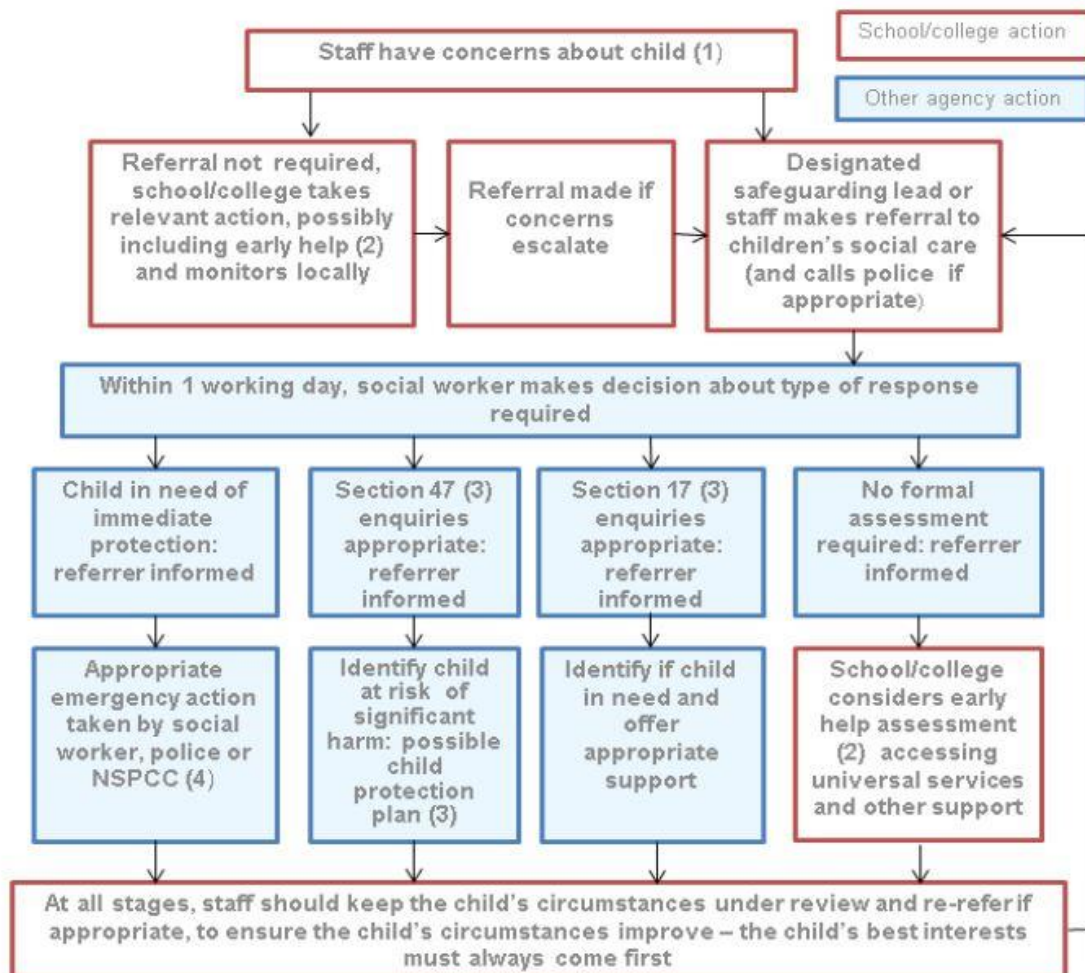 Staff have concerns about child (1)
School/college action
Other agency action
Referral not required,
school/college takes
relevant action, possibly
including early help (2)
and monitors locally
Referral made if
concerns
escalate
Designated
safeguarding lead or
staff makes referral to
children's social care
(and calls police if
appropriate)
Within 1 working day, social worker makes decision about type of response
required
Child in need of
immediate
protection:
referrer informed
Section 47 (3)
enquiries
appropriate:
referrer
informed
Section 17 (3)
enquiries
appropriate:
referrer
informed
No formal
assessment
required: referrer
informed
Appropriate
emergency action
taken by social
worker, police or
NSPCC (4)
Identify child
at risk of
significant
harm: possible
child
protection
plan (3)
Identify if child
in need and
offer
appropriate
support
School/college
considers early
help assessment
(2) accessing
universal services
and other support
At all stages, staff should keep the child's circumstances under review and re-refer if
appropriate, to ensure the child's circumstances improve – the child's best interests
must always come first